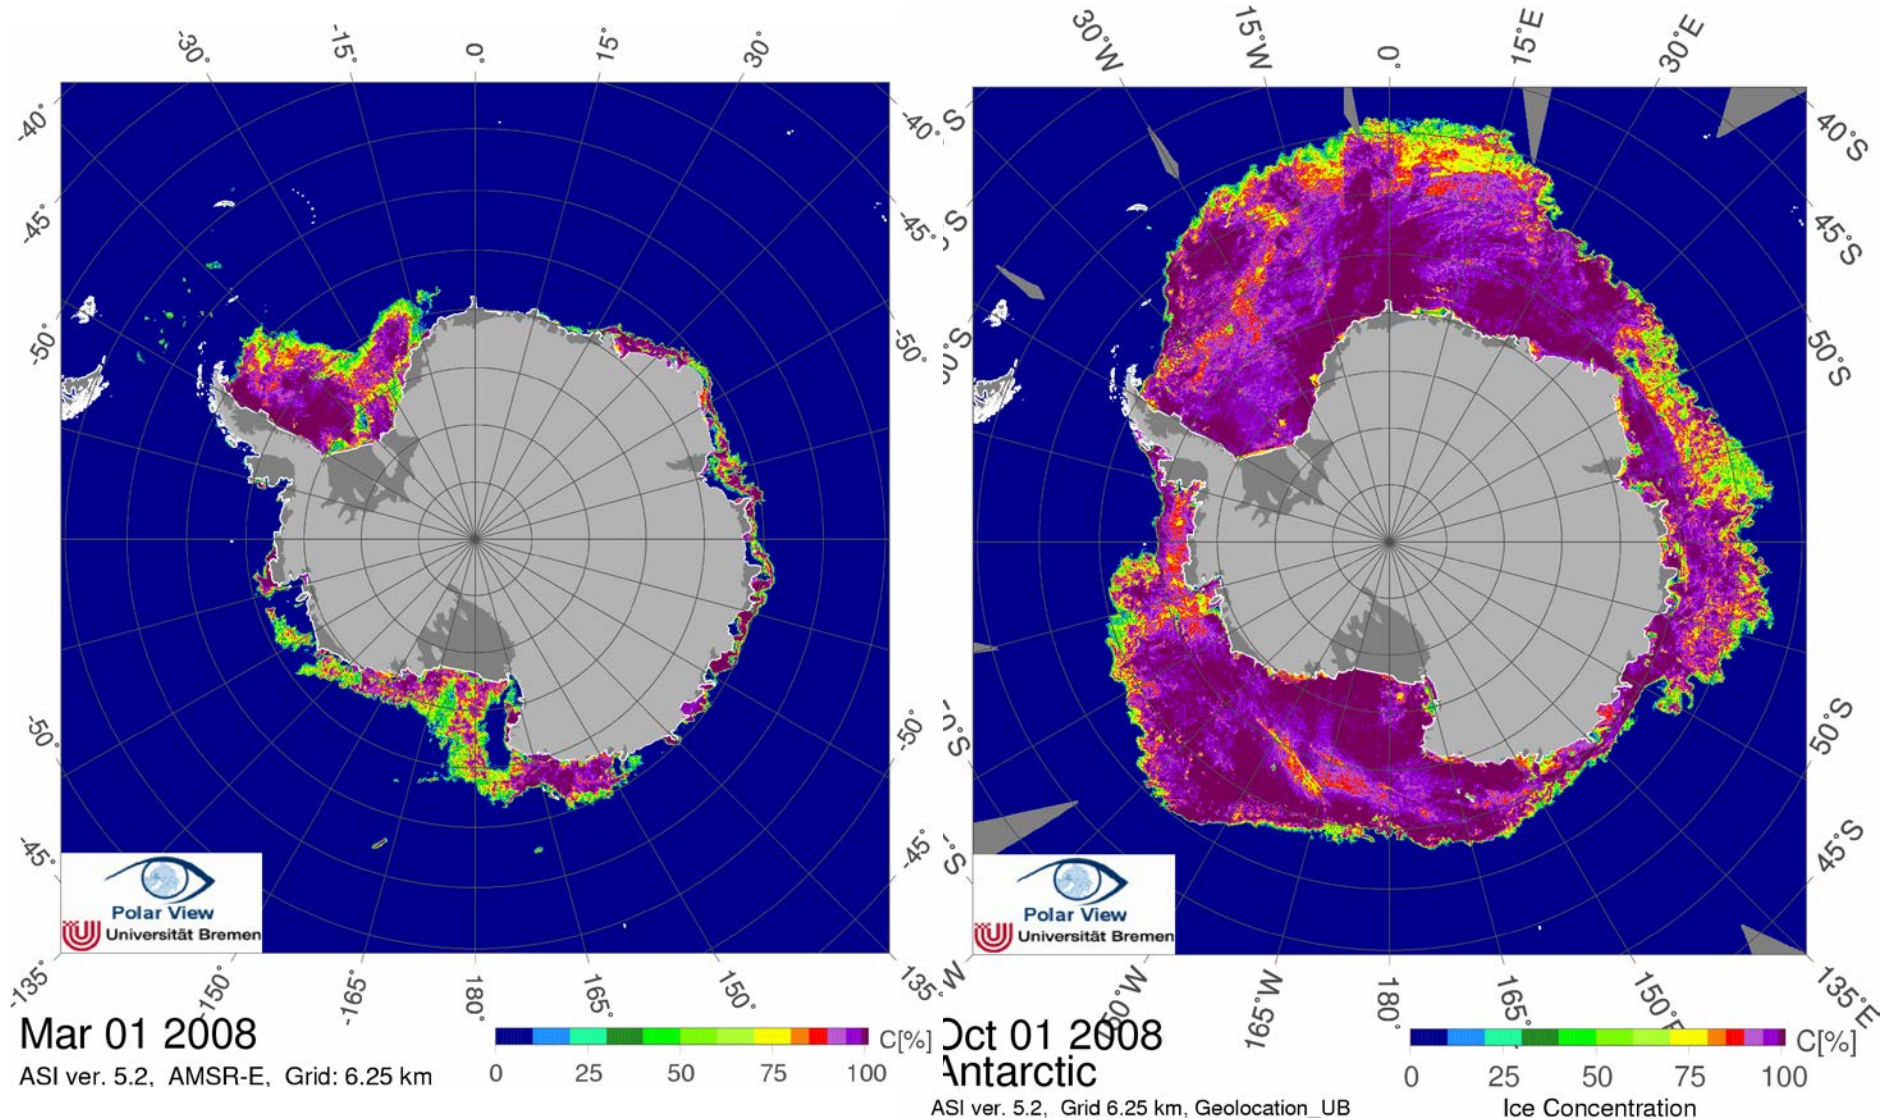 -30° -15° 0° 15° 30°
-40° -40°
-45° -45°
-50° -50°
-50° -50°
-45° -45°
-135° -150° -165° 180° 165° 150° 135°
Polar View
Universität Bremen
Mar 01 2008
ASI ver. 5.2, AMSR-E, Grid: 6.25 km
C[%]
0 25 50 75 100
30°W 15°W 0° 15°E 30°E
40°S
45°S
50°S
50°S
45°S
165°W 180° 165° 150°E 135°E
Polar View
Universität Bremen
Oct 01 2008
Antarctic
ASI ver. 5.2, Grid 6.25 km, Geolocation_UB
C[%]
0 25 50 75 100
Ice Concentration